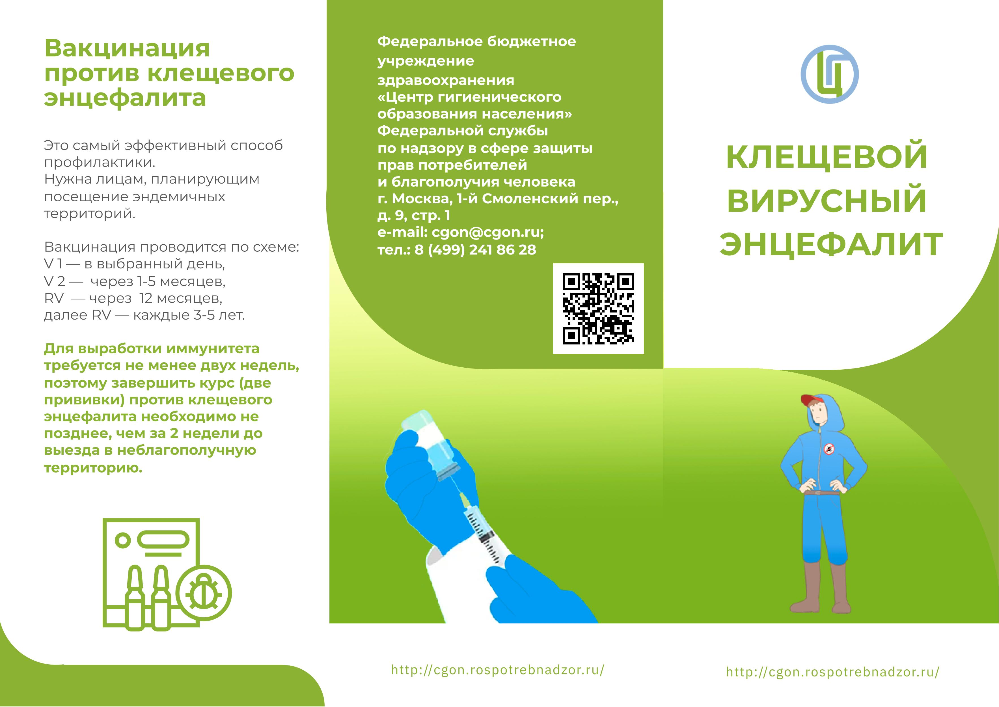 Вакцинация
против клещевого
энцефалита
Это самый эффективный способ
профилактики.
Нужна лицам, планирующим
посещение эндемичных
территорий.
Вакцинация проводится по схеме:
V 1 — в выбранный день,
V 2 — через 1-5 месяцев,
RV — через 12 месяцев,
далее RV — каждые 3-5 лет.
Для выработки иммунитета
требуется не менее двух недель,
поэтому завершить курс (две
прививки) против клещевого
энцефалита необходимо не
позднее, чем за 2 недели до
выезда в неблагополучную
территорию.
Федеральное бюджетное
учреждение
здравоохранения
«Центр гигиенического
образования населения»
Федеральной службы
по надзору в сфере защиты
прав потребителей
и благополучия человека
г. Москва, 1-й Смоленский пер.,
д. 9, стр. 1
e-mail: cgon@cgon.ru;
тел.: 8 (499) 241 86 28
http://cgon.rospotrebnadzor.ru/
КЛЕЩЕВОЙ
ВИРУСНЫЙ
ЭНЦЕФАЛИТ
http://cgon.rospotrebnadzor.ru/